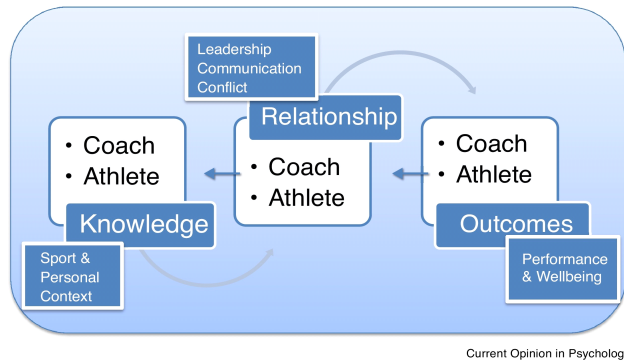 Leadership
Communication
Conflict
Relationship
• Coach
• Athlete
• Coach
• Athlete
• Coach
• Athlete
Knowledge
Outcomes
Sport &
Personal
Context
Performance
& Wellbeing
Current Opinion in Psycholog